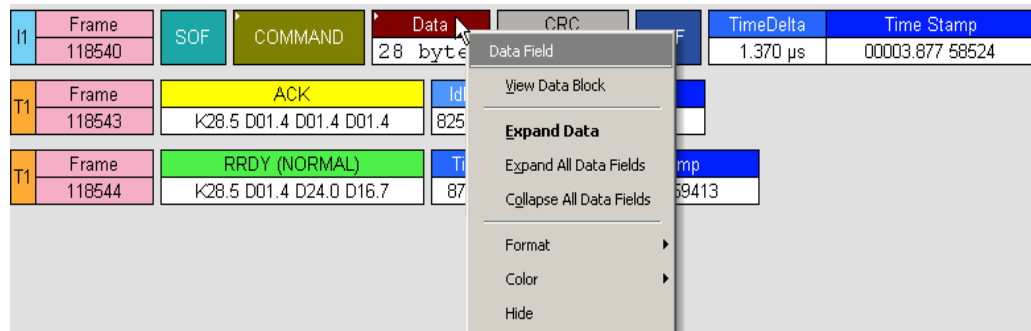 I1 Frame SOF COMMAND Data CRC F TimeDelta Time Stamp
118540 28 byte 1.370 µs 00003.877 58524
Data Field
View Data Block
Expand Data
Expand All Data Fields
Collapse All Data Fields
Format
Color
Hide
T1 Frame ACK Idl
118543 K28.5 D01.4 D01.4 D01.4 825
T1 Frame RRDY (NORMAL) Ti mp
118544 K28.5 D01.4 D24.0 D16.7 87 59413